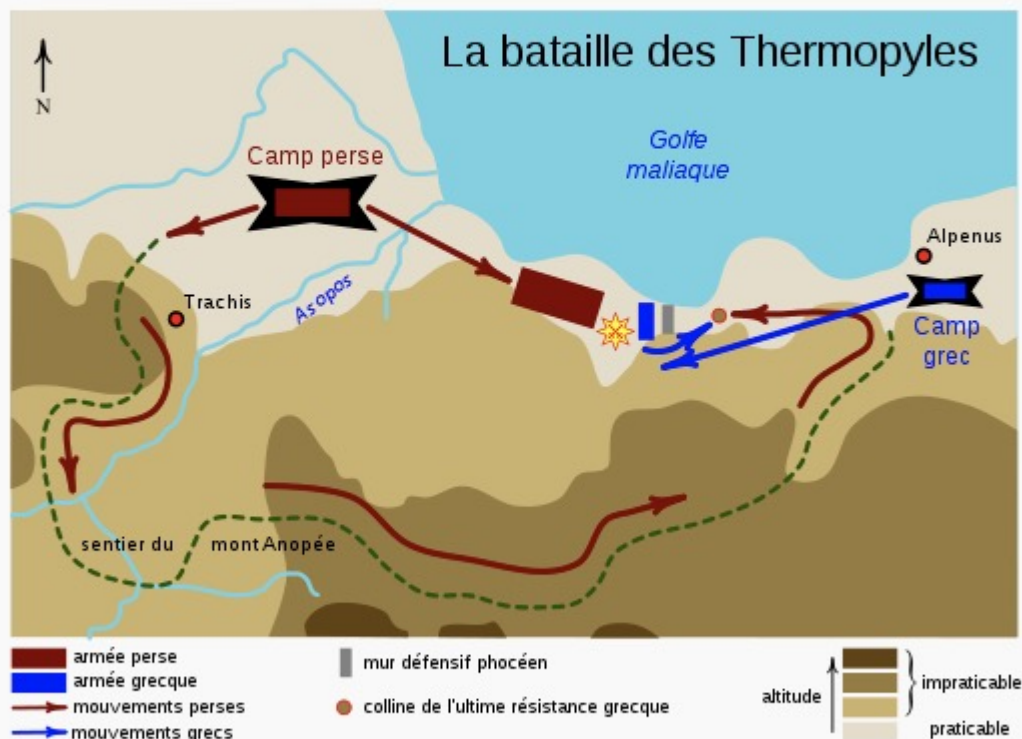 La bataille des Thermopyles
N
Golfe
maliaque
Camp perse
Alpenus
Trachis
Asopos
Camp
grec
sentier du mont Anopée
armée perse
armée grecque
mouvements perses
mouvements grecs
mur défensif phocéen
colline de l'ultime résistance grecque
altitude
impraticable
praticable